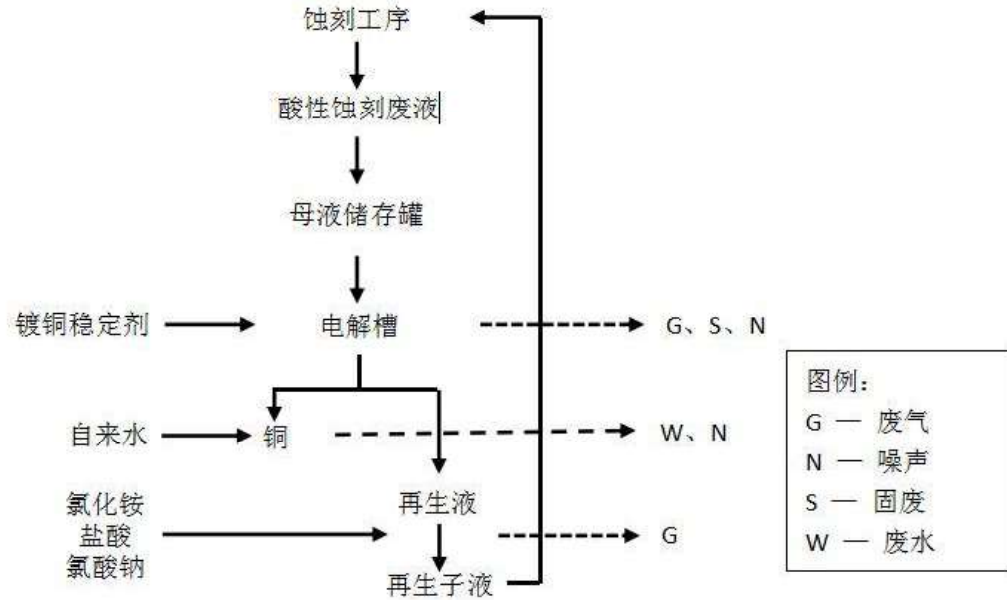 蚀刻工序
酸性蚀刻废液
母液储存罐
镀铜稳定剂
电解槽
G、S、N
自来水
铜
W、N
氯化铵
盐酸
氯酸钠
再生液
G
再生子液
图例：
G — 废气
N — 噪声
S — 固废
W — 废水